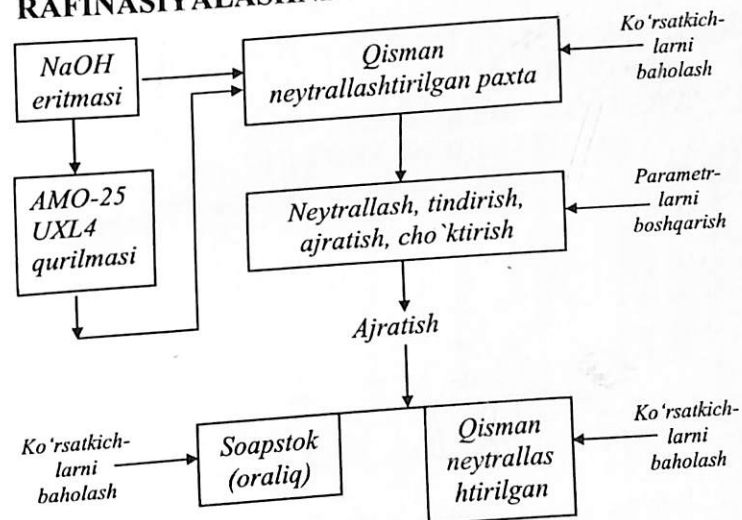 NaOH
eritmasi
Qisman
neytrallashtirilgan paxta
Ko‘rsatkich-
larni
baholash
AMO-25
UXL4
qurilmasi
Neytrallash, tindirish,
ajratish, cho`ktirish
Parametr-
larni
boshqarish
Ajratish
Ko‘rsatkich-
larni
baholash
Soapstok
(oraliq)
Qisman
neytrallas
htirilgan
Ko‘rsatkich-
larni
baholash